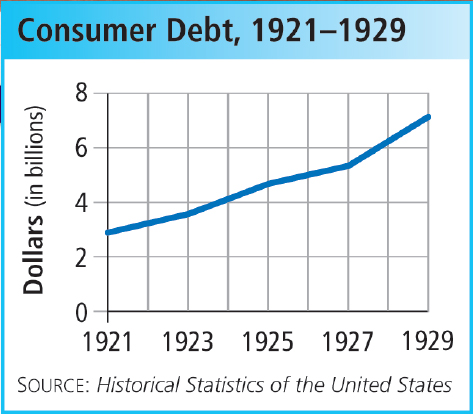 Consumer Debt, 1921–1929
Dollars (in billions)
8
6
4
2
0
1921 1923 1925 1927 1929
SOURCE: Historical Statistics of the United States